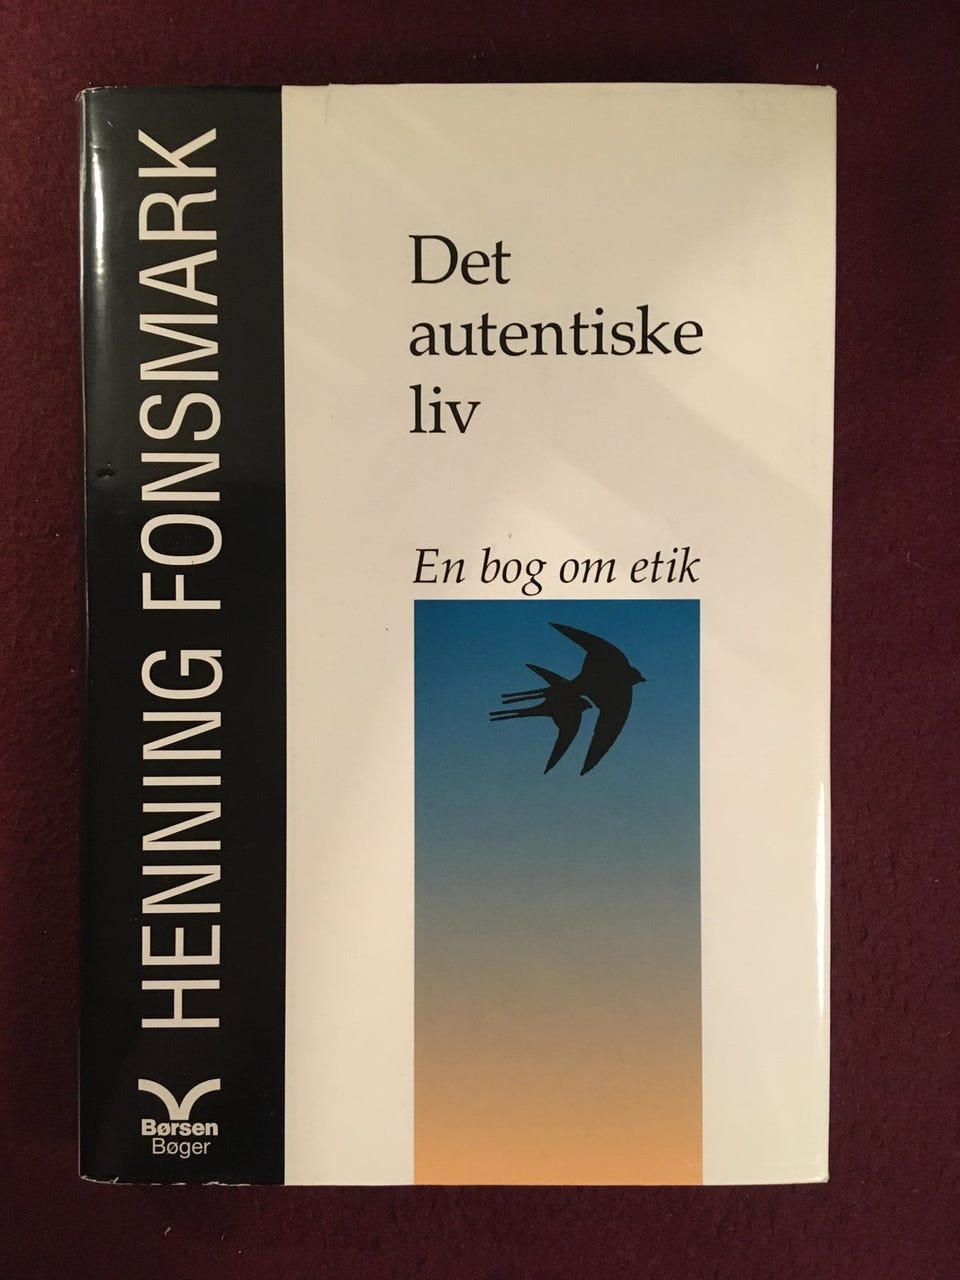 HENNING FONSMARK
Det
autentiske
liv
En bog om etik
Børsen
Bøger